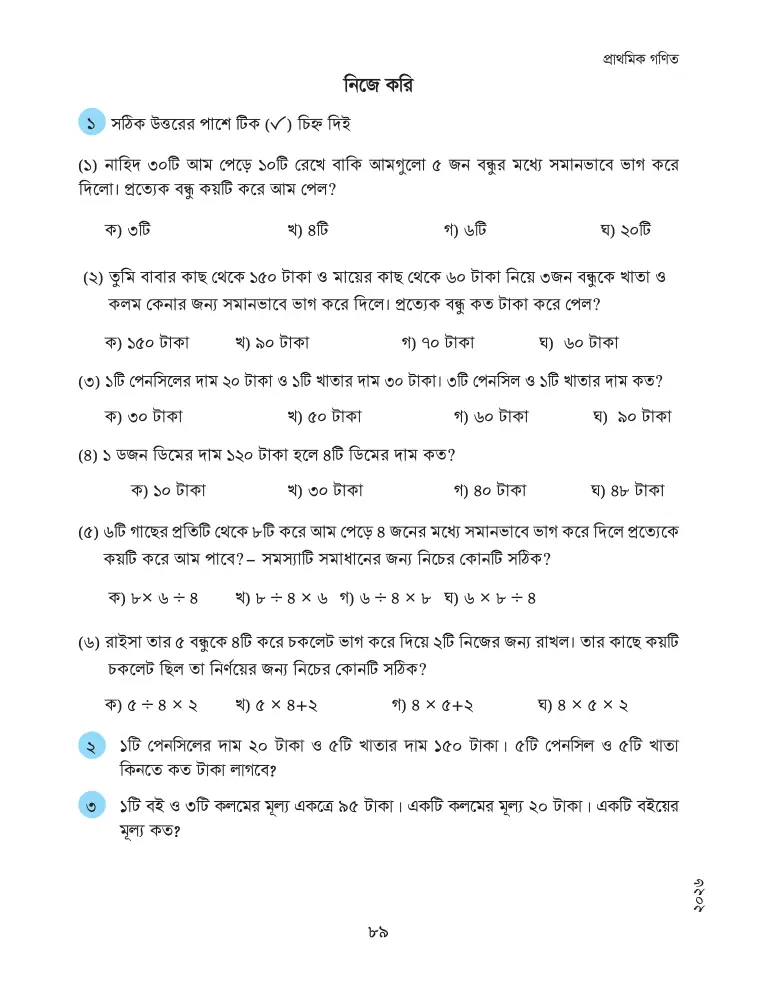 প্রাথমিক গণিত
নিজে করি
১ সঠিক উত্তরের পাশে টিক (✓) চিহ্ন দিই
(১) নাহিদ ৩০টি আম পেড়ে ১০টি রেখে বাকি আমগুলো ৫ জন বন্ধুর মধ্যে সমানভাবে ভাগ করে
দিলো। প্রত্যেক বন্ধু কয়টি করে আম পেল?
ক) ৩টি খ) ৪টি গ) ৬টি ঘ) ২০টি
(২) তুমি বাবার কাছ থেকে ১৫০ টাকা ও মায়ের কাছ থেকে ৬০ টাকা নিয়ে ৩জন বন্ধুকে খাতা ও
কলম কেনার জন্য সমানভাবে ভাগ করে দিলে। প্রত্যেক বন্ধু কত টাকা করে পেল?
ক) ১৫০ টাকা খ) ৯০ টাকা গ) ৭০ টাকা ঘ) ৬০ টাকা
(৩) ১টি পেনসিলের দাম ২০ টাকা ও ১টি খাতার দাম ৩০ টাকা। ৩টি পেনসিল ও ১টি খাতার দাম কত?
ক) ৩০ টাকা খ) ৫০ টাকা গ) ৬০ টাকা ঘ) ৯০ টাকা
(৪) ১ ডজন ডিমের দাম ১২০ টাকা হলে ৪টি ডিমের দাম কত?
ক) ১০ টাকা খ) ৩০ টাকা গ) ৪০ টাকা ঘ) ৪৮ টাকা
(৫) ৬টি গাছের প্রতিটি থেকে ৮টি করে আম পেড়ে ৪ জনের মধ্যে সমানভাবে ভাগ করে দিলে প্রত্যেকে
কয়টি করে আম পাবে?– সমস্যাটি সমাধানের জন্য নিচের কোনটি সঠিক?
ক) ৮× ৬ ÷ ৪ খ) ৮ ÷ ৪ × ৬ গ) ৬ ÷ ৪ × ৮ ঘ) ৬ × ৮ ÷ ৪
(৬) রাইসা তার ৫ বন্ধুকে ৪টি করে চকলেট ভাগ করে দিয়ে ২টি নিজের জন্য রাখল। তার কাছে কয়টি
চকলেট ছিল তা নির্ণয়ের জন্য নিচের কোনটি সঠিক?
ক) ৫ ÷ ৪ × ২ খ) ৫ × ৪+২ গ) ৪ × ৫+২ ঘ) ৪ × ৫ × ২
২ ১টি পেনসিলের দাম ২০ টাকা ও ৫টি খাতার দাম ১৫০ টাকা। ৫টি পেনসিল ও ৫টি খাতা
কিনতে কত টাকা লাগবে?
৩ ১টি বই ও ৩টি কলমের মূল্য একত্রে ৯৫ টাকা। একটি কলমের মূল্য ২০ টাকা। একটি বইয়ের
মূল্য কত?
২০২৬
৮৯